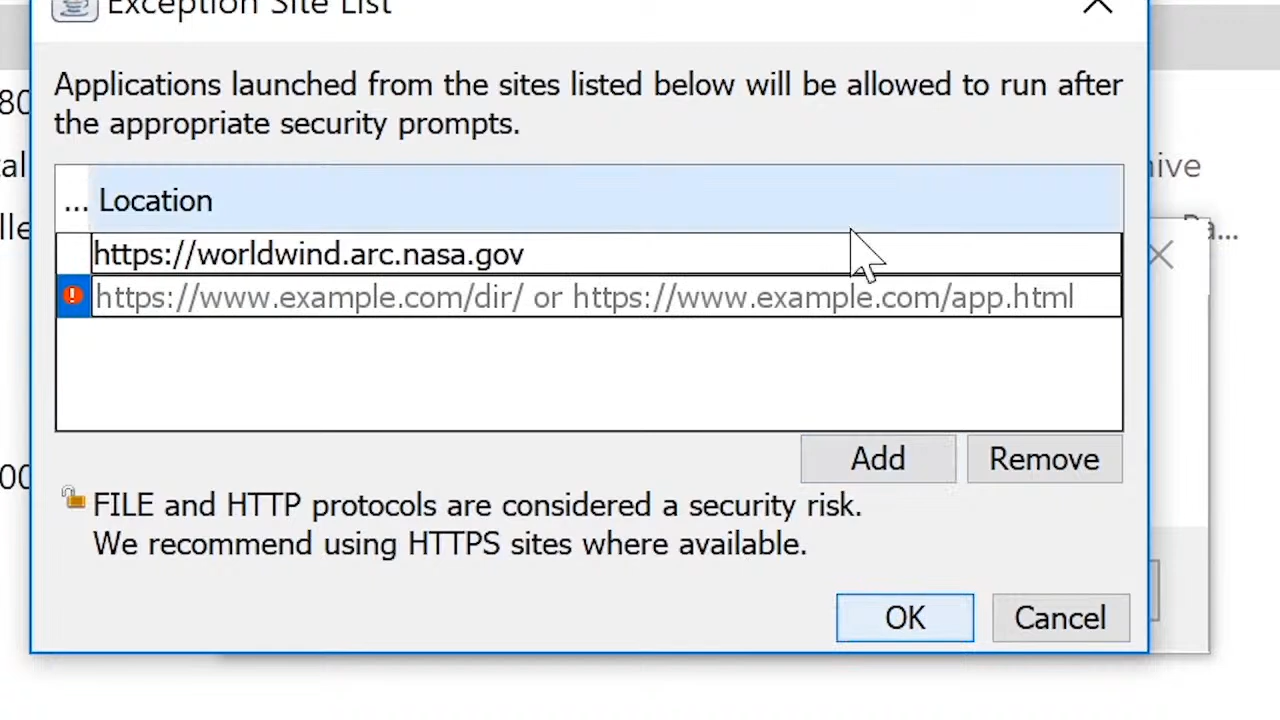 Exception Site List
Applications launched from the sites listed below will be allowed to run after
the appropriate security prompts.
... Location
https://worldwind.arc.nasa.gov
https://www.example.com/dir/ or https://www.example.com/app.html
Add Remove
FILE and HTTP protocols are considered a security risk.
We recommend using HTTPS sites where available.
OK Cancel